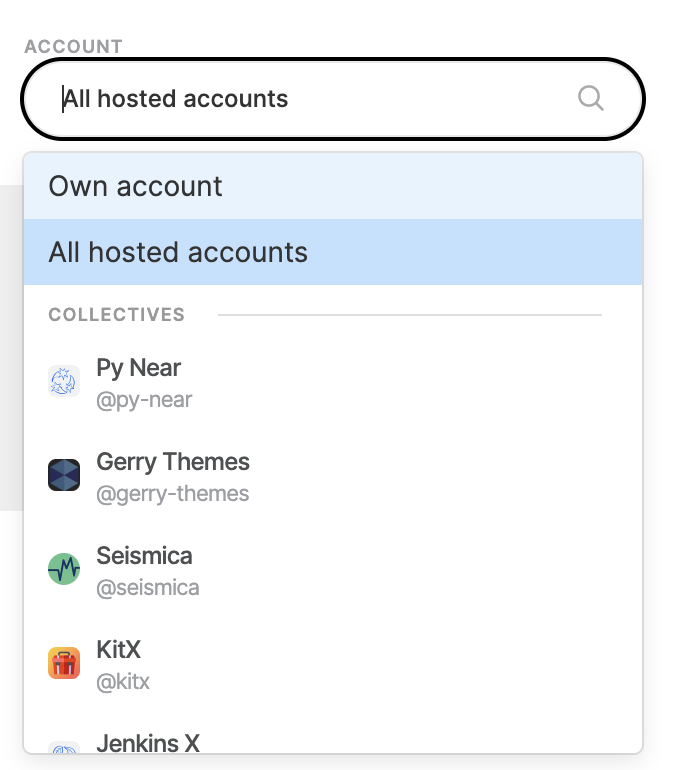 ACCOUNT
All hosted accounts
Own account
All hosted accounts
COLLECTIVES
Py Near
@py-near
Gerry Themes
@gerry-themes
Seismica
@seismica
KitX
@kitx
Jenkins X